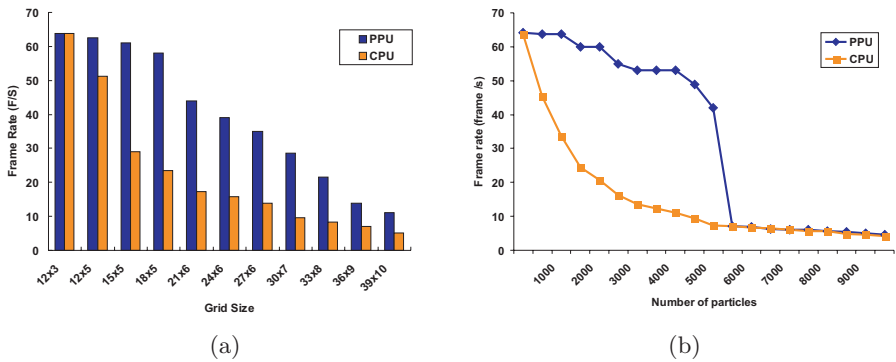 70
60
50
40
30
20
10
0
Frame Rate (F/S)
PPU
CPU
12x3
12x5
15x5
18x5
21x6
24x6
27x6
30x7
33x8
36x9
39x10
Grid Size
(a)
70
60
50
40
30
20
10
0
Frame rate (frame /s)
PPU
CPU
1000
2000
3000
4000
5000
6000
7000
8000
9000
Number of particles
(b)